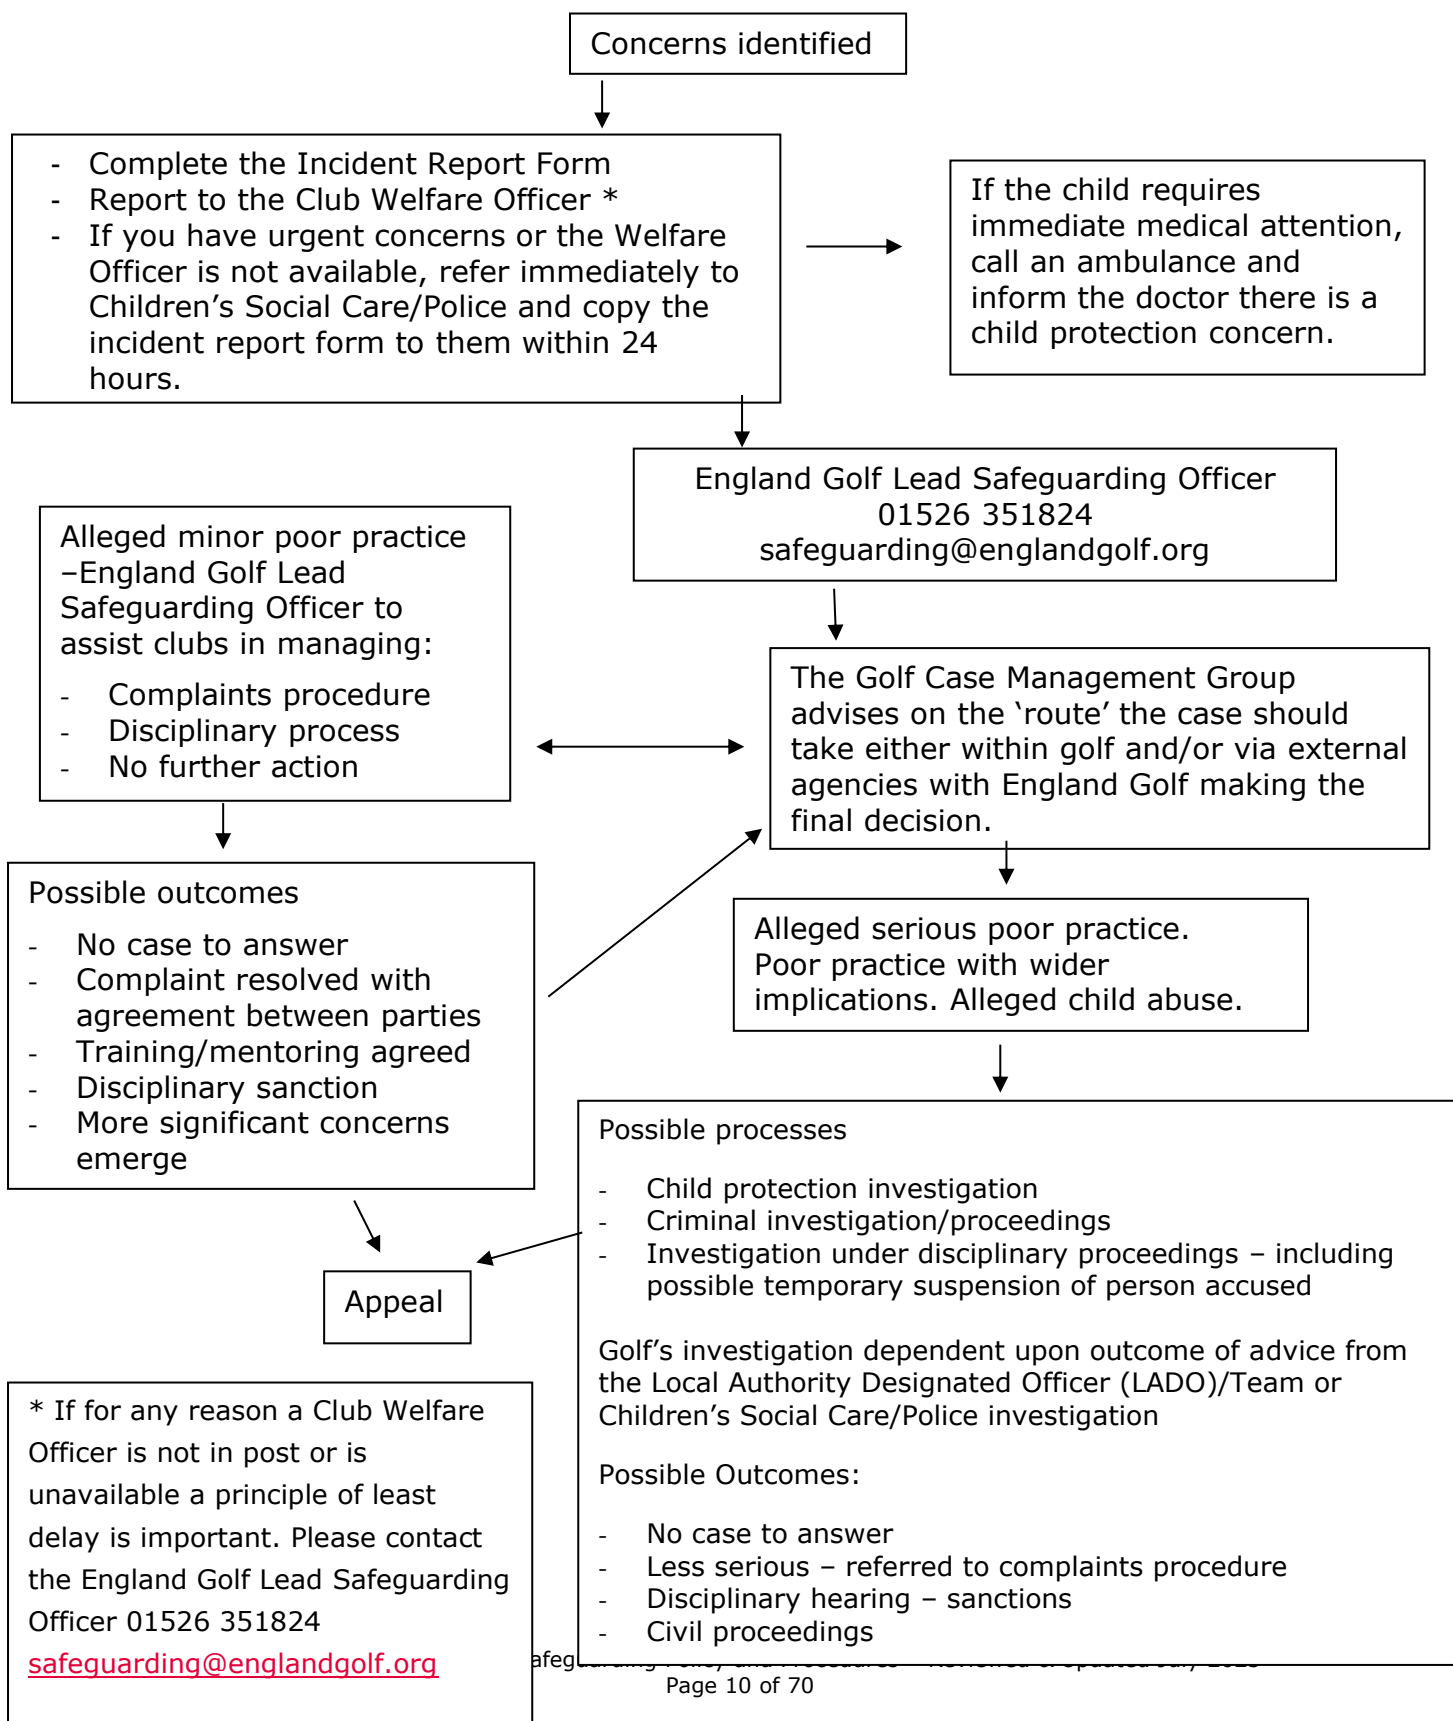 Concerns identified
- Complete the Incident Report Form
- Report to the Club Welfare Officer *
- If you have urgent concerns or the Welfare
Officer is not available, refer immediately to
Children’s Social Care/Police and copy the
incident report form to them within 24
hours.
If the child requires
immediate medical attention,
call an ambulance and
inform the doctor there is a
child protection concern.
England Golf Lead Safeguarding Officer
01526 351824
safeguarding@englandgolf.org
Alleged minor poor practice
–England Golf Lead
Safeguarding Officer to
assist clubs in managing:
- Complaints procedure
- Disciplinary process
- No further action
The Golf Case Management Group
advises on the ‘route’ the case should
take either within golf and/or via external
agencies with England Golf making the
final decision.
Possible outcomes
- No case to answer
- Complaint resolved with
agreement between parties
- Training/mentoring agreed
- Disciplinary sanction
- More significant concerns
emerge
Alleged serious poor practice.
Poor practice with wider
implications. Alleged child abuse.
Possible processes
- Child protection investigation
- Criminal investigation/proceedings
- Investigation under disciplinary proceedings – including
possible temporary suspension of person accused
Golf’s investigation dependent upon outcome of advice from
the Local Authority Designated Officer (LADO)/Team or
Children’s Social Care/Police investigation
Possible Outcomes:
- No case to answer
- Less serious – referred to complaints procedure
- Disciplinary hearing – sanctions
- Civil proceedings
Appeal
* If for any reason a Club Welfare
Officer is not in post or is
unavailable a principle of least
delay is important. Please contact
the England Golf Lead Safeguarding
Officer 01526 351824
safeguarding@englandgolf.org
Page 10 of 70